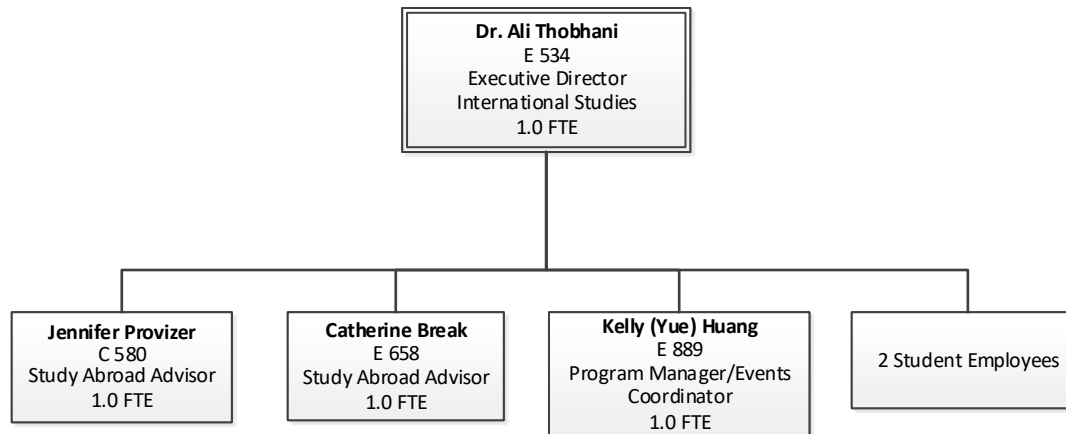 Dr. Ali Thobhani
E 534
Executive Director
International Studies
1.0 FTE
Jennifer Provizer
C 580
Study Abroad Advisor
1.0 FTE
Catherine Break
E 658
Study Abroad Advisor
1.0 FTE
Kelly (Yue) Huang
E 889
Program Manager/Events
Coordinator
1.0 FTE
2 Student Employees